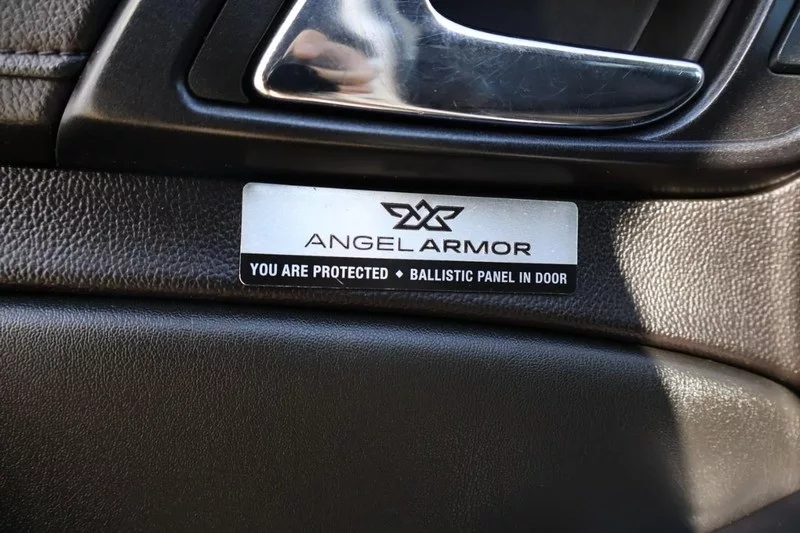 ANGEL ARMOR
YOU ARE PROTECTED ♦ BALLISTIC PANEL IN DOOR